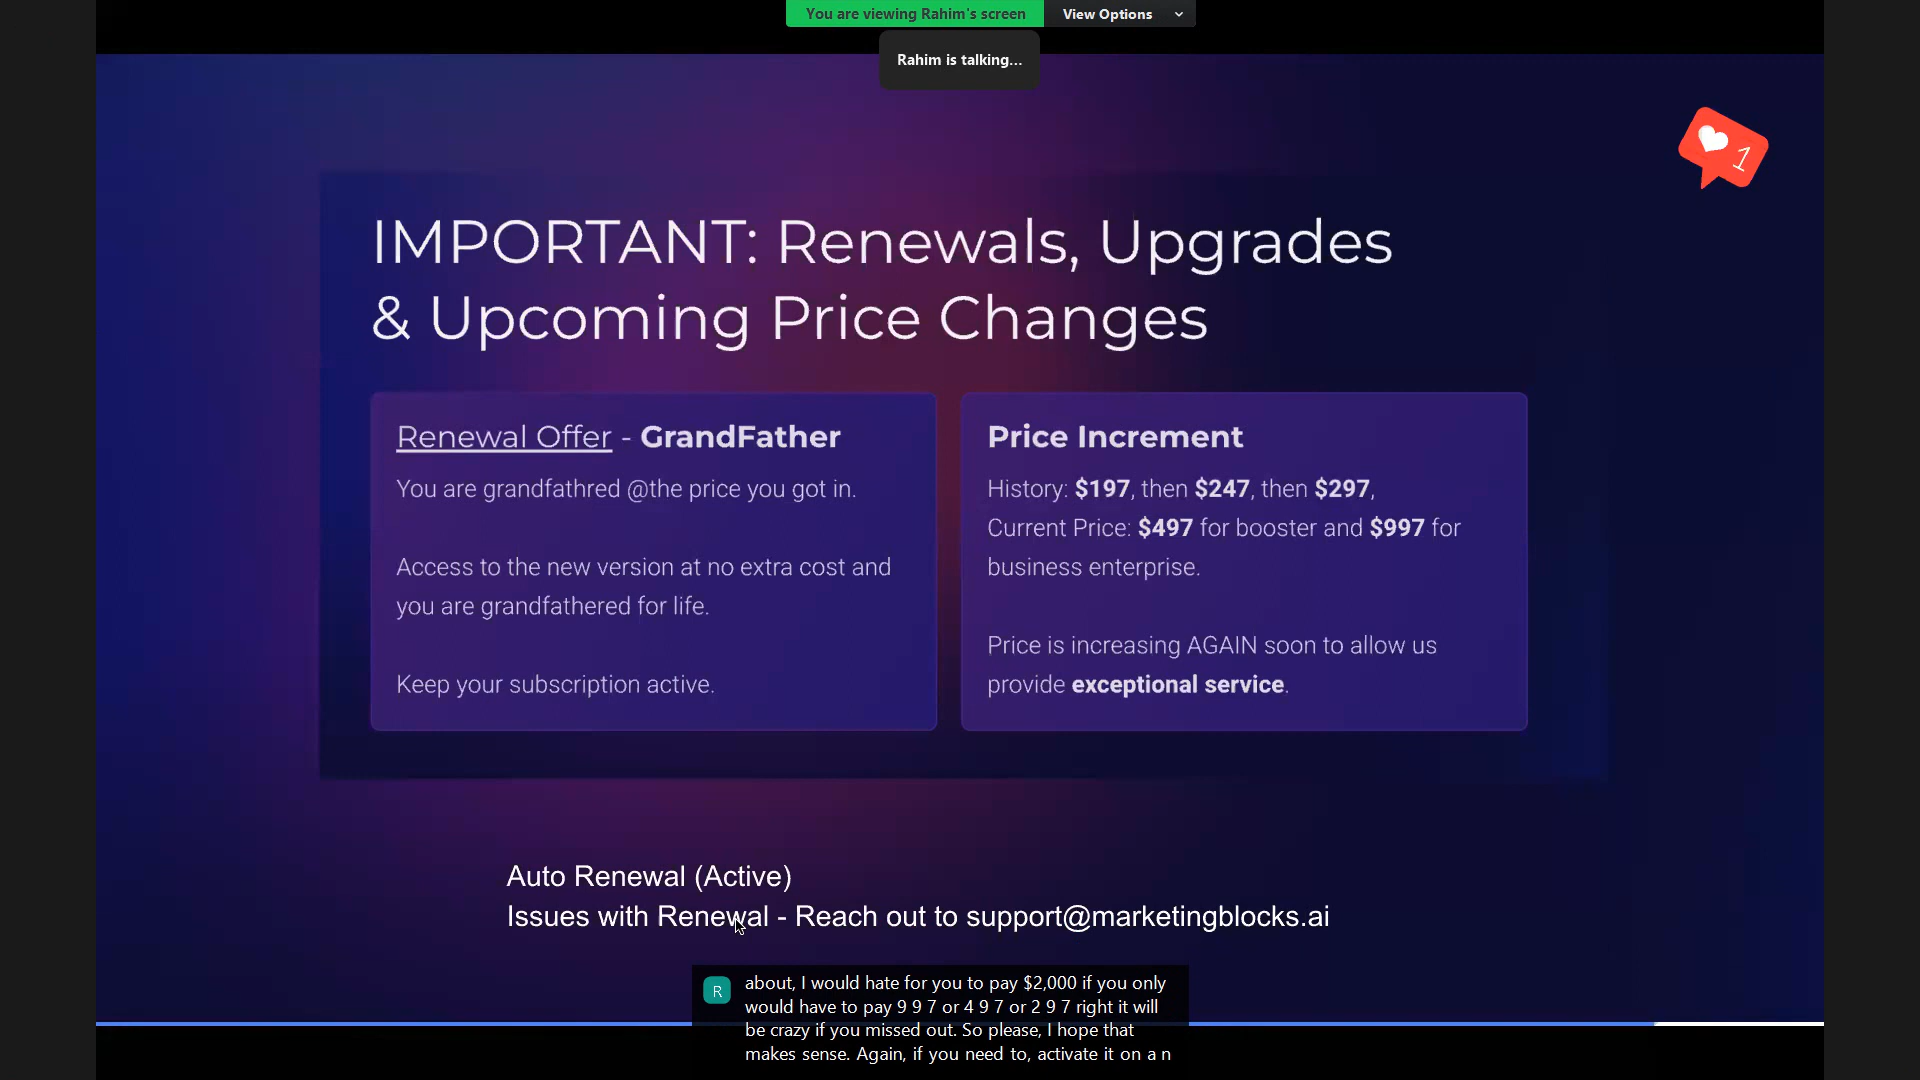 You are viewing Rahim's screen
View Options
Rahim is talking...
1
IMPORTANT: Renewals, Upgrades
& Upcoming Price Changes
Renewal Offer - GrandFather
You are grandfathred @the price you got in.
Access to the new version at no extra cost and
you are grandfathered for life.
Keep your subscription active.
Price Increment
History: $197, then $247, then $297,
Current Price: $497 for booster and $997 for
business enterprise.
Price is increasing AGAIN soon to allow us
provide exceptional service.
Auto Renewal (Active)
Issues with Renewal - Reach out to support@marketingblocks.ai
R
about, I would hate for you to pay $2,000 if you only
would have to pay 9 9 7 or 4 9 7 or 2 9 7 right it will
be crazy if you missed out. So please, I hope that
makes sense. Again, if you need to, activate it on a n